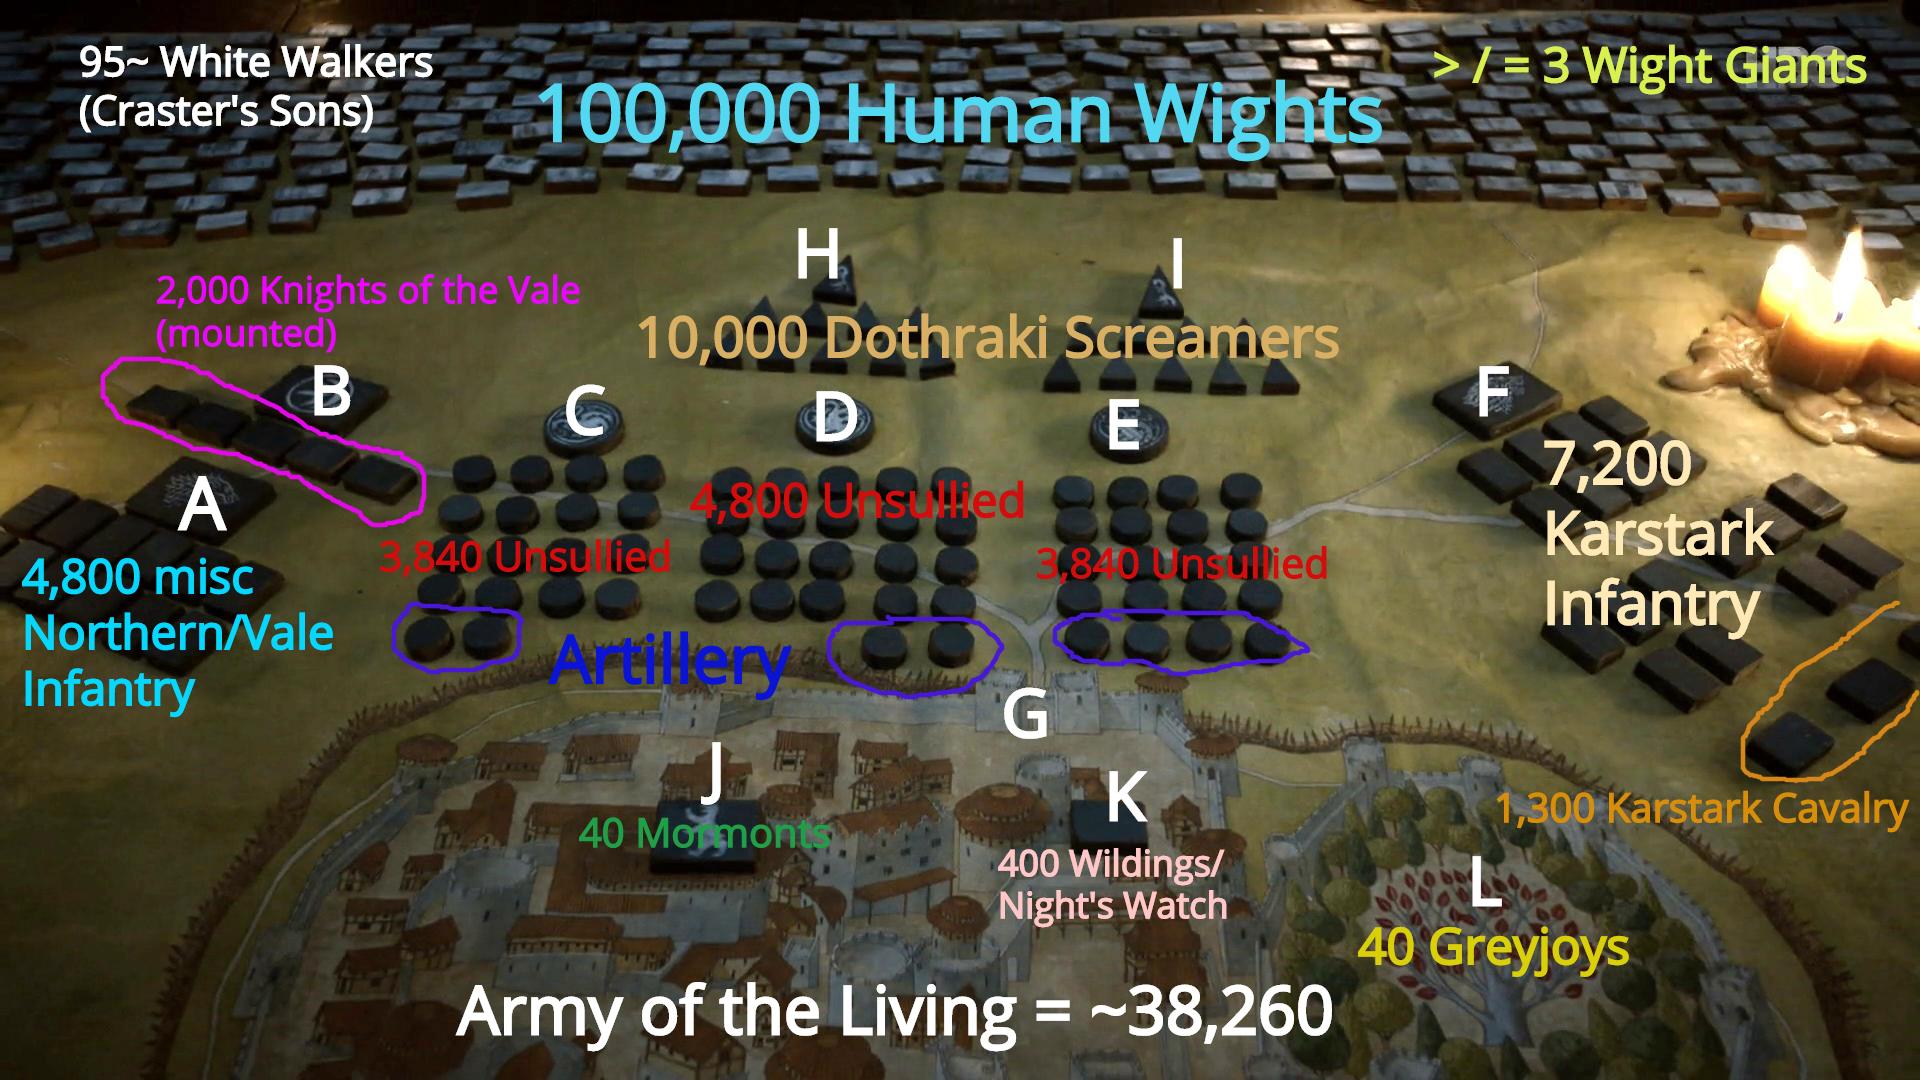 95~ White Walkers
(Craster's Sons)
100,000 Human Wights
> / = 3 Wight Giants
HBO
H
I
2,000 Knights of the Vale
(mounted)
10,000 Dothraki Screamers
B
C
D
E
F
A
4,800 Unsullied
3,840 Unsullied
3,840 Unsullied
7,200
Karstark
Infantry
4,800 misc
Northern/Vale
Infantry
Artillery
G
J
40 Mormonts
K
400 Wildings/
Night's Watch
1,300 Karstark Cavalry
L
40 Greyjoys
Army of the Living = ~38,260